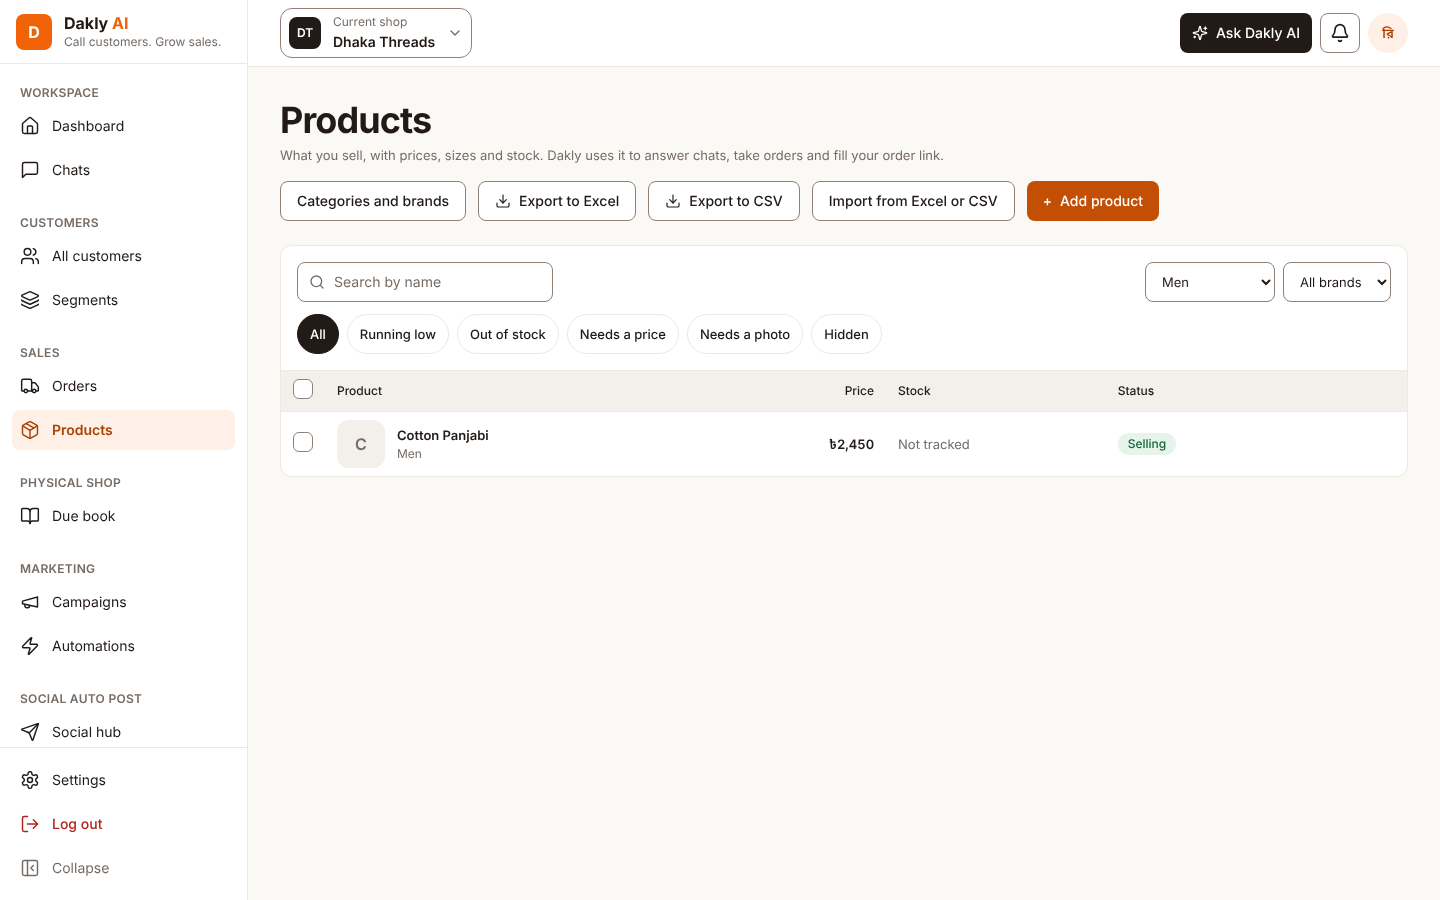 D
Dakly AI
Call customers. Grow sales.
DT
Current shop
Dhaka Threads
Ask Dakly AI
রি
WORKSPACE
Dashboard
Chats
CUSTOMERS
All customers
Segments
SALES
Orders
Products
PHYSICAL SHOP
Due book
MARKETING
Campaigns
Automations
SOCIAL AUTO POST
Social hub
Settings
Log out
Collapse
Products
What you sell, with prices, sizes and stock. Dakly uses it to answer chats, take orders and fill your order link.
Categories and brands
Export to Excel
Export to CSV
Import from Excel or CSV
+ Add product
Search by name
Men
All brands
All
Running low
Out of stock
Needs a price
Needs a photo
Hidden
Product Price Stock Status
C
Cotton Panjabi
Men
৳2,450
Not tracked
Selling